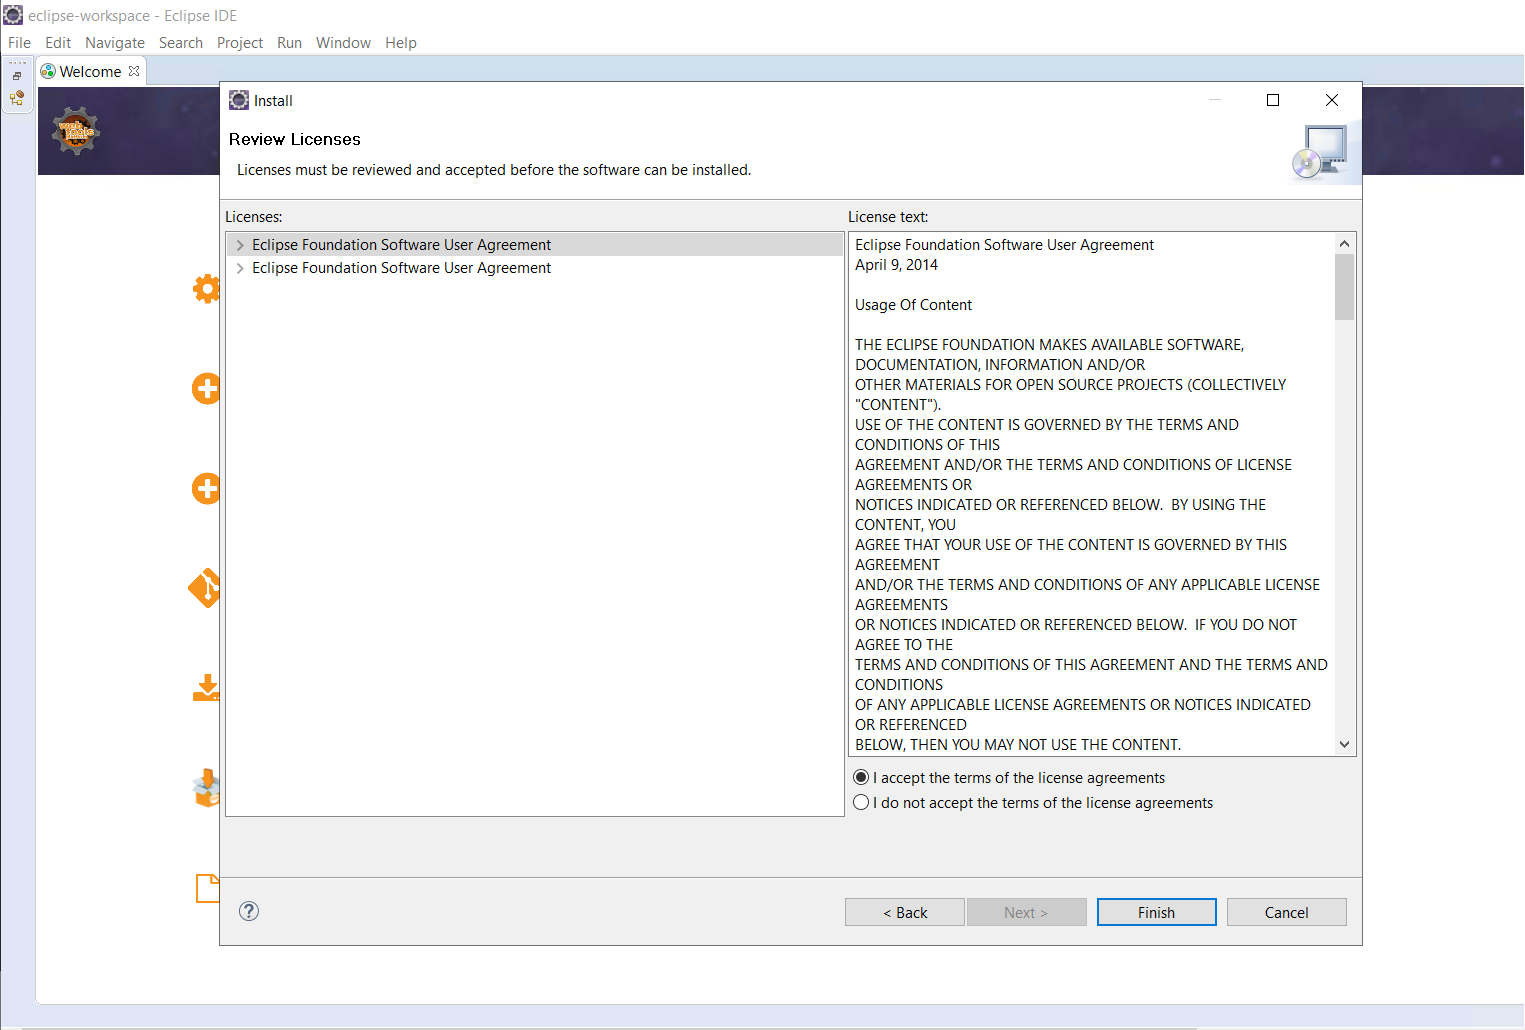 eclipse-workspace - Eclipse IDE
File Edit Navigate Search Project Run Window Help
Welcome
web tools
Install
Review Licenses
Licenses must be reviewed and accepted before the software can be installed.
Licenses:
Eclipse Foundation Software User Agreement
Eclipse Foundation Software User Agreement
License text:
Eclipse Foundation Software User Agreement
April 9, 2014
Usage Of Content
THE ECLIPSE FOUNDATION MAKES AVAILABLE SOFTWARE,
DOCUMENTATION, INFORMATION AND/OR
OTHER MATERIALS FOR OPEN SOURCE PROJECTS (COLLECTIVELY
"CONTENT").
USE OF THE CONTENT IS GOVERNED BY THE TERMS AND
CONDITIONS OF THIS
AGREEMENT AND/OR THE TERMS AND CONDITIONS OF LICENSE
AGREEMENTS OR
NOTICES INDICATED OR REFERENCED BELOW.  BY USING THE
CONTENT, YOU
AGREE THAT YOUR USE OF THE CONTENT IS GOVERNED BY THIS
AGREEMENT
AND/OR THE TERMS AND CONDITIONS OF ANY APPLICABLE LICENSE
AGREEMENTS
OR NOTICES INDICATED OR REFERENCED BELOW.  IF YOU DO NOT
AGREE TO THE
TERMS AND CONDITIONS OF THIS AGREEMENT AND THE TERMS AND
CONDITIONS
OF ANY APPLICABLE LICENSE AGREEMENTS OR NOTICES INDICATED
OR REFERENCED
BELOW, THEN YOU MAY NOT USE THE CONTENT.
I accept the terms of the license agreements
I do not accept the terms of the license agreements
< Back Next > Finish Cancel